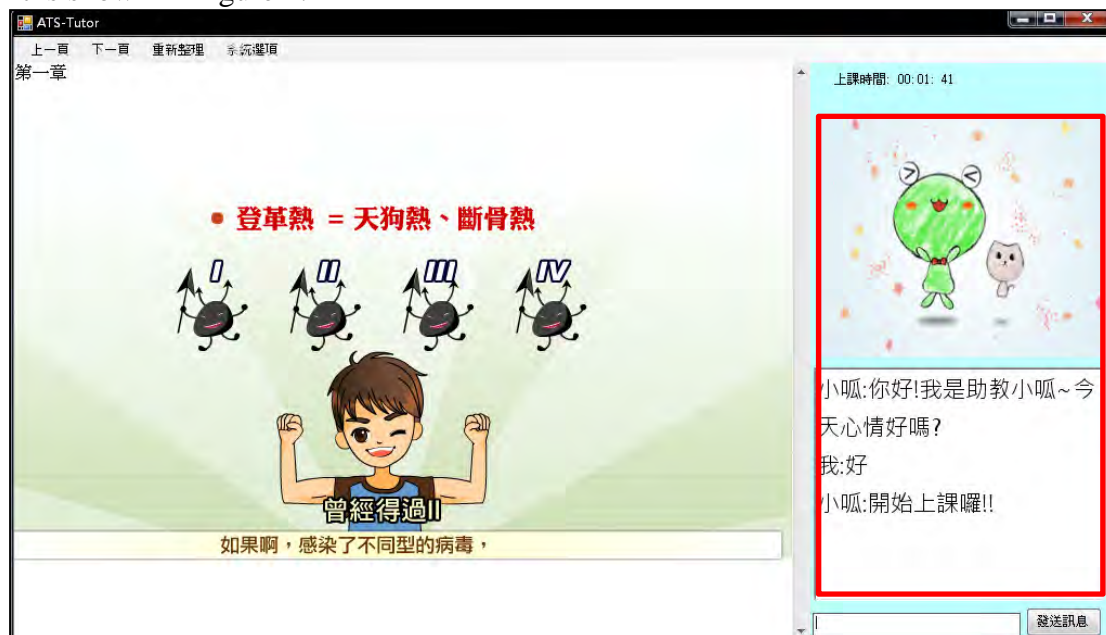 ATS-Tutor
上一頁 下一頁 重新整理 系統選項
第一章
上課時間: 00:01: 41
• 登革熱 = 天狗熱、斷骨熱
I II III IV
曾經得過II
如果啊,感染了不同型的病毒,
小呱:你好!我是助教小呱~今
天心情好嗎?
我:好
小呱:開始上課囉!!
發送訊息